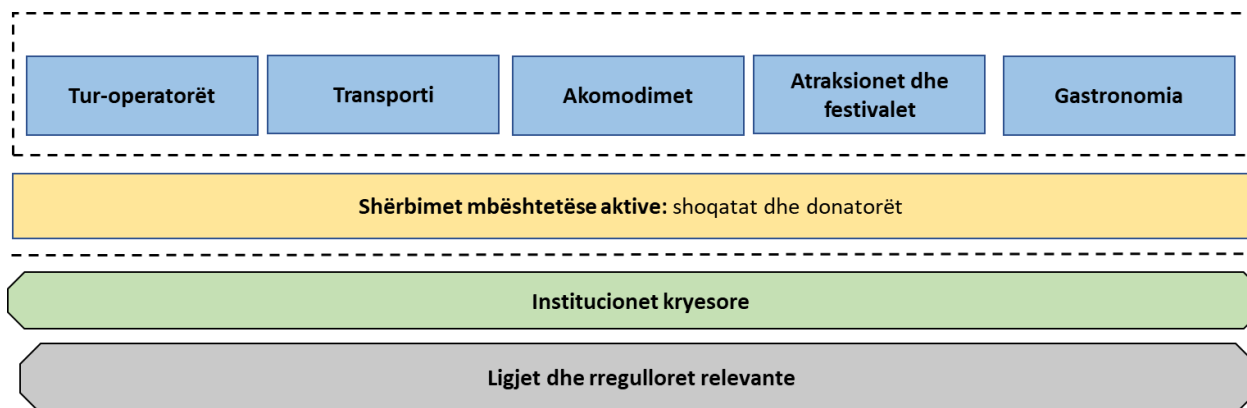 Tur-operatorët
Transporti
Akomodimet
Atraksionet dhe
festivalet
Gastronomia
Shërbimet mbështetëse aktive: shoqatat dhe donatorët
Institucionet kryesore
Ligjet dhe rregulloret relevante